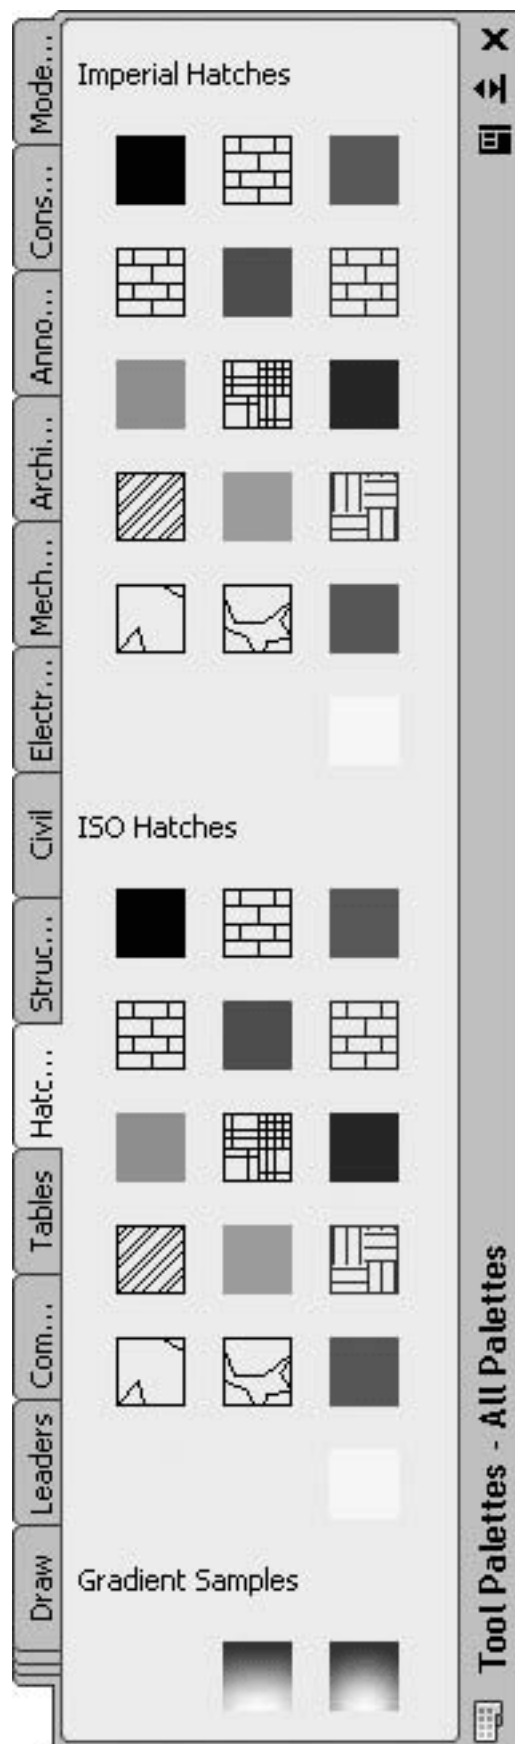 Mode...
Cons...
Anno...
Archi...
Mech...
Electr...
Civil
Struc...
Hatc...
Tables
Com...
Leaders
Draw
Imperial Hatches
ISO Hatches
Gradient Samples
Tool Palettes - All Palettes